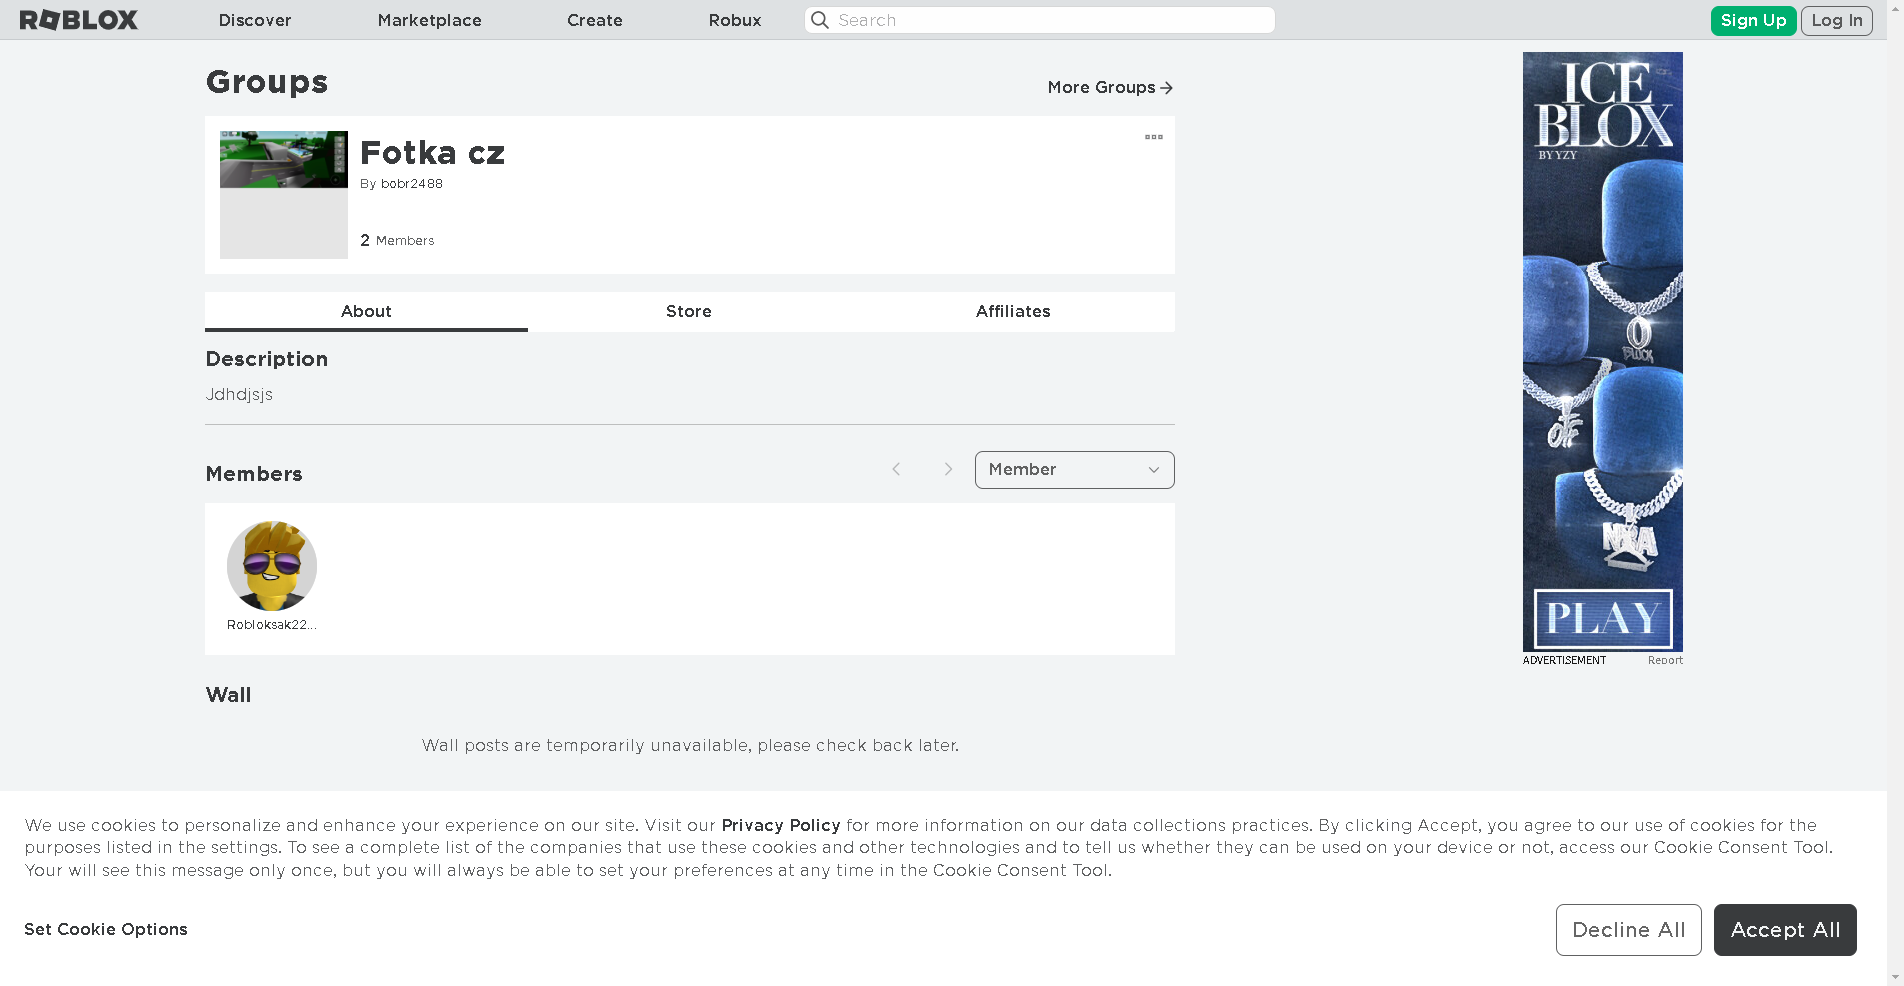 ROBLOX
Discover
Marketplace
Create
Robux
Search
Sign Up
Log In
Groups
More Groups
Fotka cz
By bobr2488
2 Members
About
Store
Affiliates
Description
Jdhdjsjs
Members
Member
Robloksak22...
Wall
Wall posts are temporarily unavailable, please check back later.
ICE
BLOX
BY YZY
O
BLOCK
OTF
NBA
PLAY
ADVERTISEMENT
Report
We use cookies to personalize and enhance your experience on our site. Visit our Privacy Policy for more information on our data collections practices. By clicking Accept, you agree to our use of cookies for the
purposes listed in the settings. To see a complete list of the companies that use these cookies and other technologies and to tell us whether they can be used on your device or not, access our Cookie Consent Tool.
Your will see this message only once, but you will always be able to set your preferences at any time in the Cookie Consent Tool.
Set Cookie Options
Decline All
Accept All